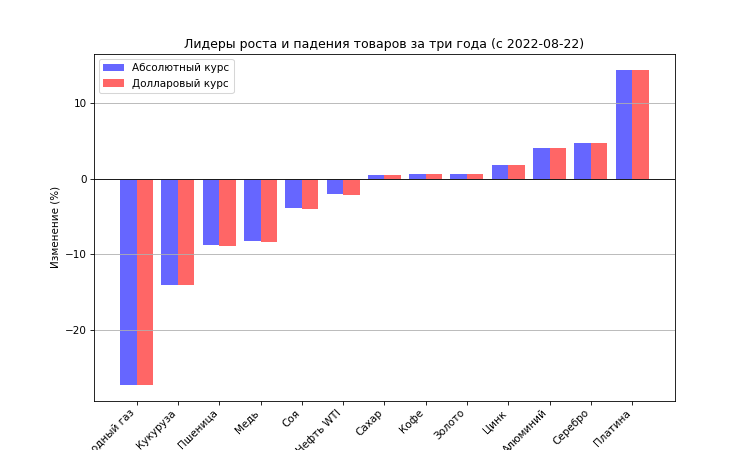 Лидеры роста и падения товаров за три года (с 2022-08-22)
Абсолютный курс
Долларовый курс
Изменение (%)
10
0
−10
−20
газ
Кукуруза
Пшеница
Медь
Соя
Нефть WTI
Сахар
Кофе
Золото
Цинк
Алюминий
Серебро
Платина